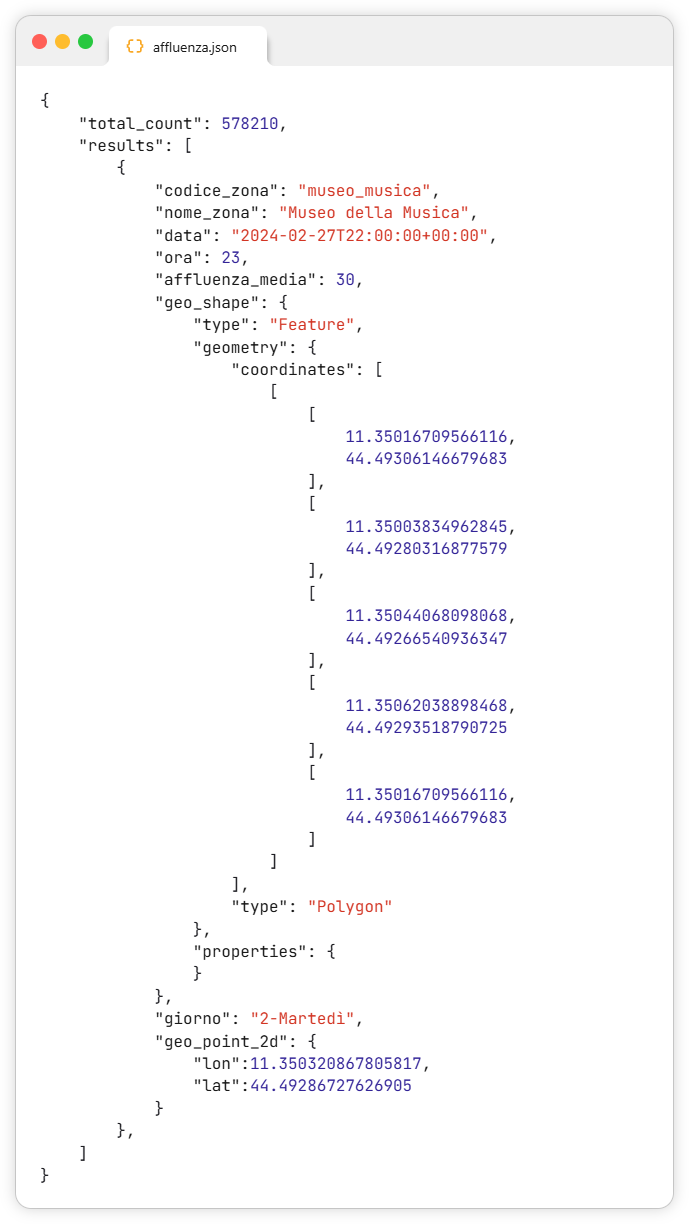 {} affluenza.json
{
    "total_count": 578210,
    "results": [
        {
            "codice_zona": "museo_musica",
            "nome_zona": "Museo della Musica",
            "data": "2024-02-27T22:00:00+00:00",
            "ora": 23,
            "affluenza_media": 30,
            "geo_shape": {
                "type": "Feature",
                "geometry": {
                    "coordinates": [
                        [
                            [
                                11.35016709566116,
                                44.49306146679683
                            ],
                            [
                                11.35003834962845,
                                44.49280316877579
                            ],
                            [
                                11.35044068098068,
                                44.49266540936347
                            ],
                            [
                                11.35062038898468,
                                44.49293518790725
                            ],
                            [
                                11.35016709566116,
                                44.49306146679683
                            ]
                        ]
                    ],
                    "type": "Polygon"
                },
                "properties": {
                }
            },
            "giorno": "2-Martedì",
            "geo_point_2d": {
                "lon":11.350320867805817,
                "lat":44.49286727626905
            }
        },
    ]
}